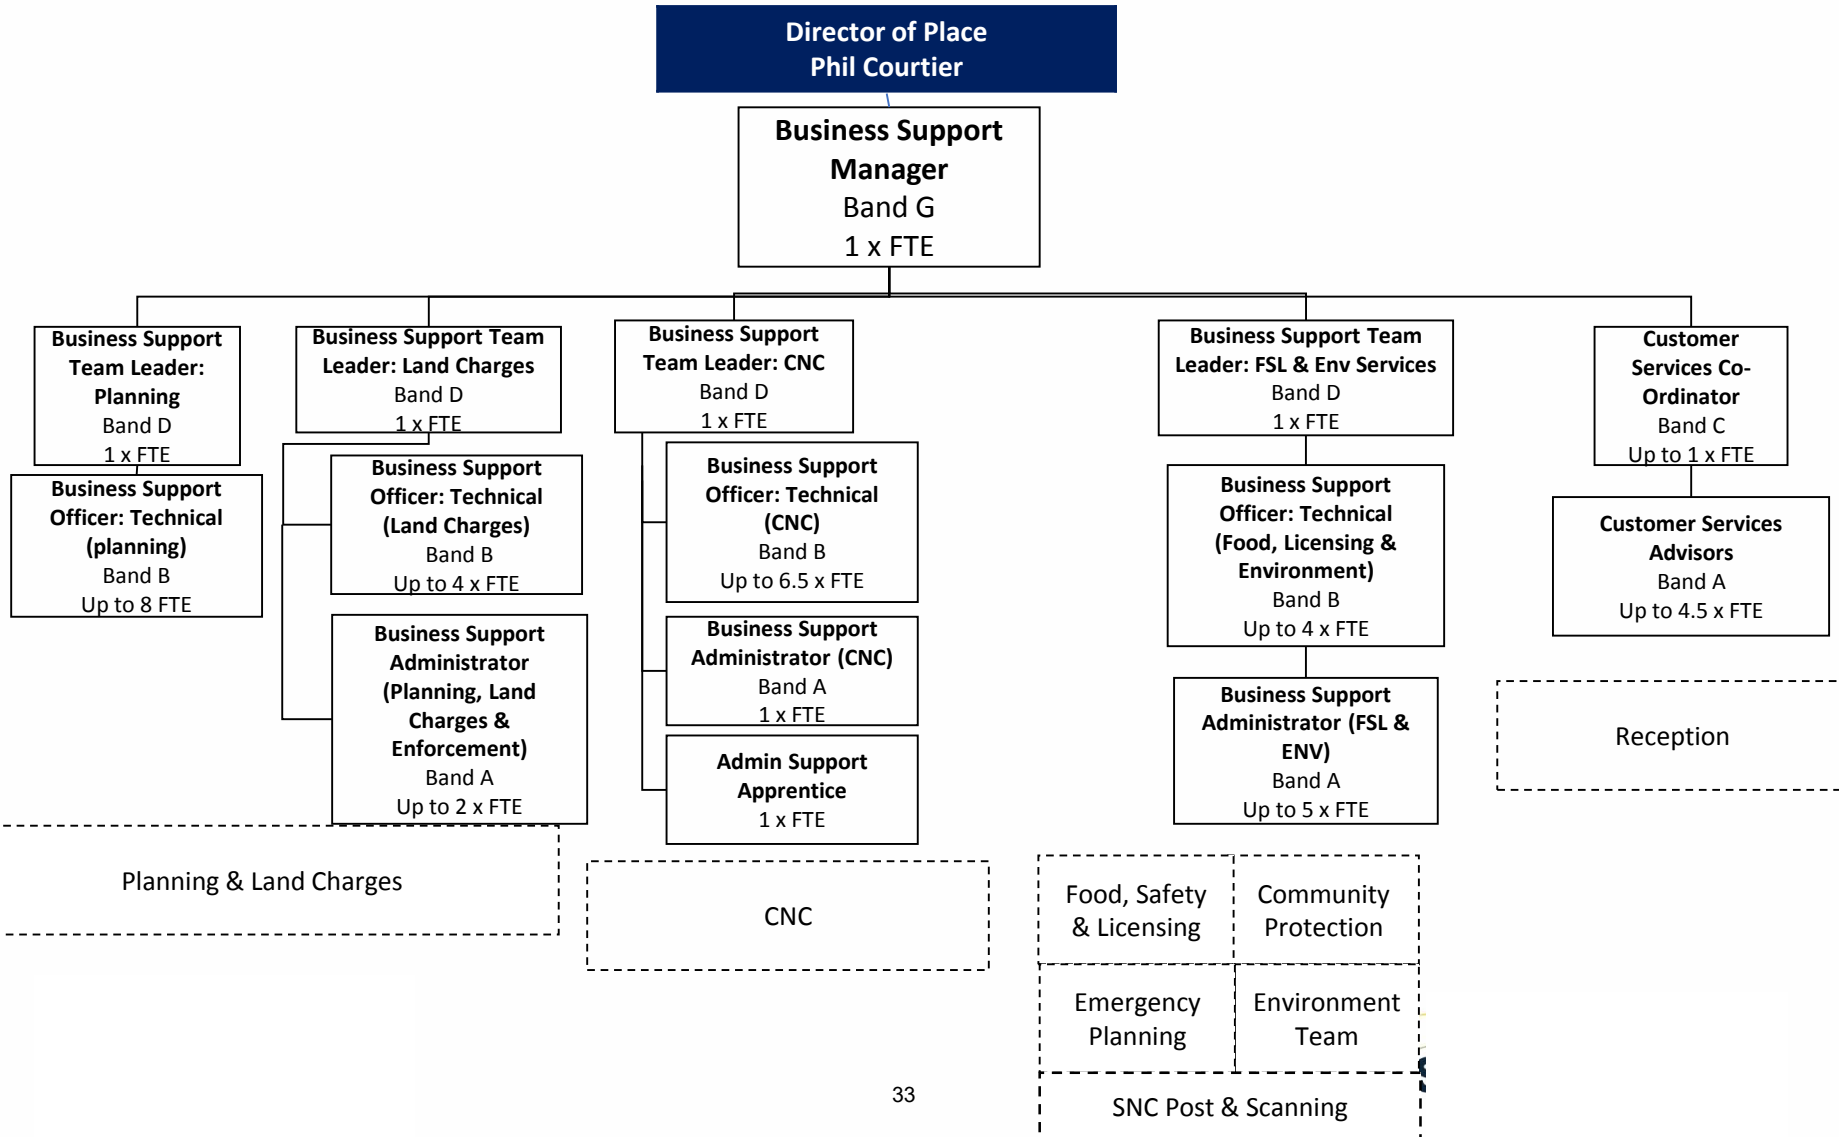 Director of Place
Phil Courtier
Business Support
Manager
Band G
1 x FTE
Business Support
Team Leader:
Planning
Band D
1 x FTE
Business Support
Officer: Technical
(planning)
Band B
Up to 8 FTE
Business Support Team
Leader: Land Charges
Band D
1 x FTE
Business Support
Officer: Technical
(Land Charges)
Band B
Up to 4 x FTE
Business Support
Administrator
(Planning, Land
Charges &
Enforcement)
Band A
Up to 2 x FTE
Planning & Land Charges
Business Support
Team Leader: CNC
Band D
1 x FTE
Business Support
Officer: Technical
(CNC)
Band B
Up to 6.5 x FTE
Business Support
Administrator (CNC)
Band A
1 x FTE
Admin Support
Apprentice
1 x FTE
CNC
Business Support Team
Leader: FSL & Env Services
Band D
1 x FTE
Business Support
Officer: Technical
(Food, Licensing &
Environment)
Band B
Up to 4 x FTE
Business Support
Administrator (FSL &
ENV)
Band A
Up to 5 x FTE
Food, Safety
& Licensing
Community
Protection
Emergency
Planning
Environment
Team
SNC Post & Scanning
Customer
Services Co-
Ordinator
Band C
Up to 1 x FTE
Customer Services
Advisors
Band A
Up to 4.5 x FTE
Reception
33